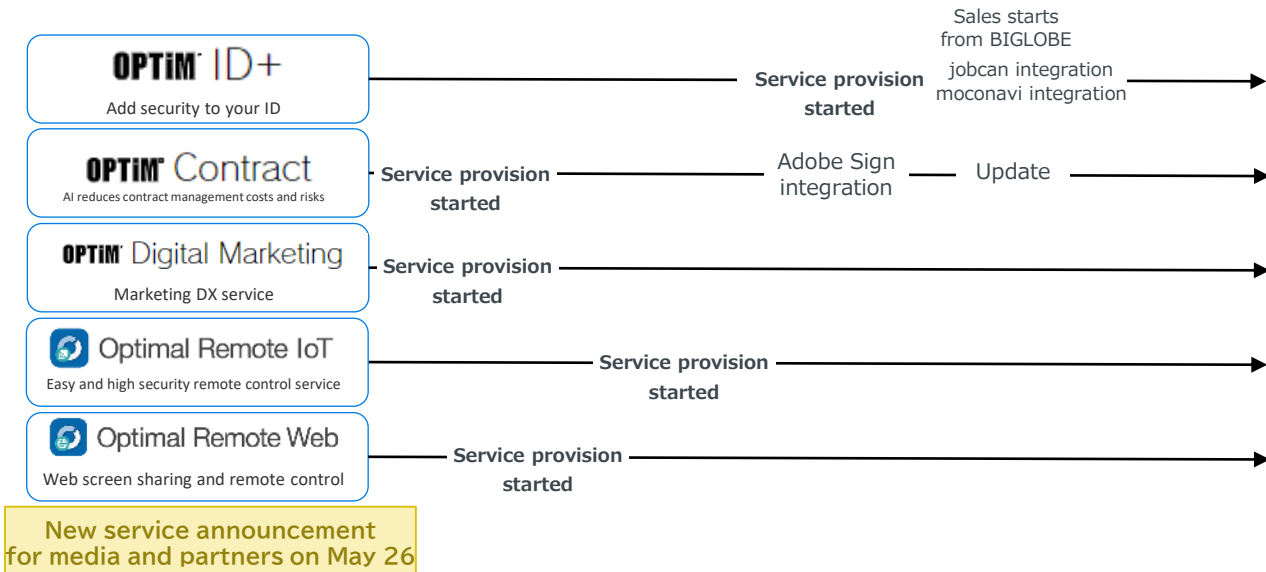 OPTiM ID+
Add security to your ID
Service provision
started
Sales starts
from BIGLOBE
jobcan integration
moconavi integration
OPTiM Contract
AI reduces contract management costs and risks
Service provision
started
Adobe Sign
integration
Update
OPTiM Digital Marketing
Marketing DX service
Service provision
started
Optimal Remote IoT
Easy and high security remote control service
Service provision
started
Optimal Remote Web
Web screen sharing and remote control
Service provision
started
New service announcement
for media and partners on May 26